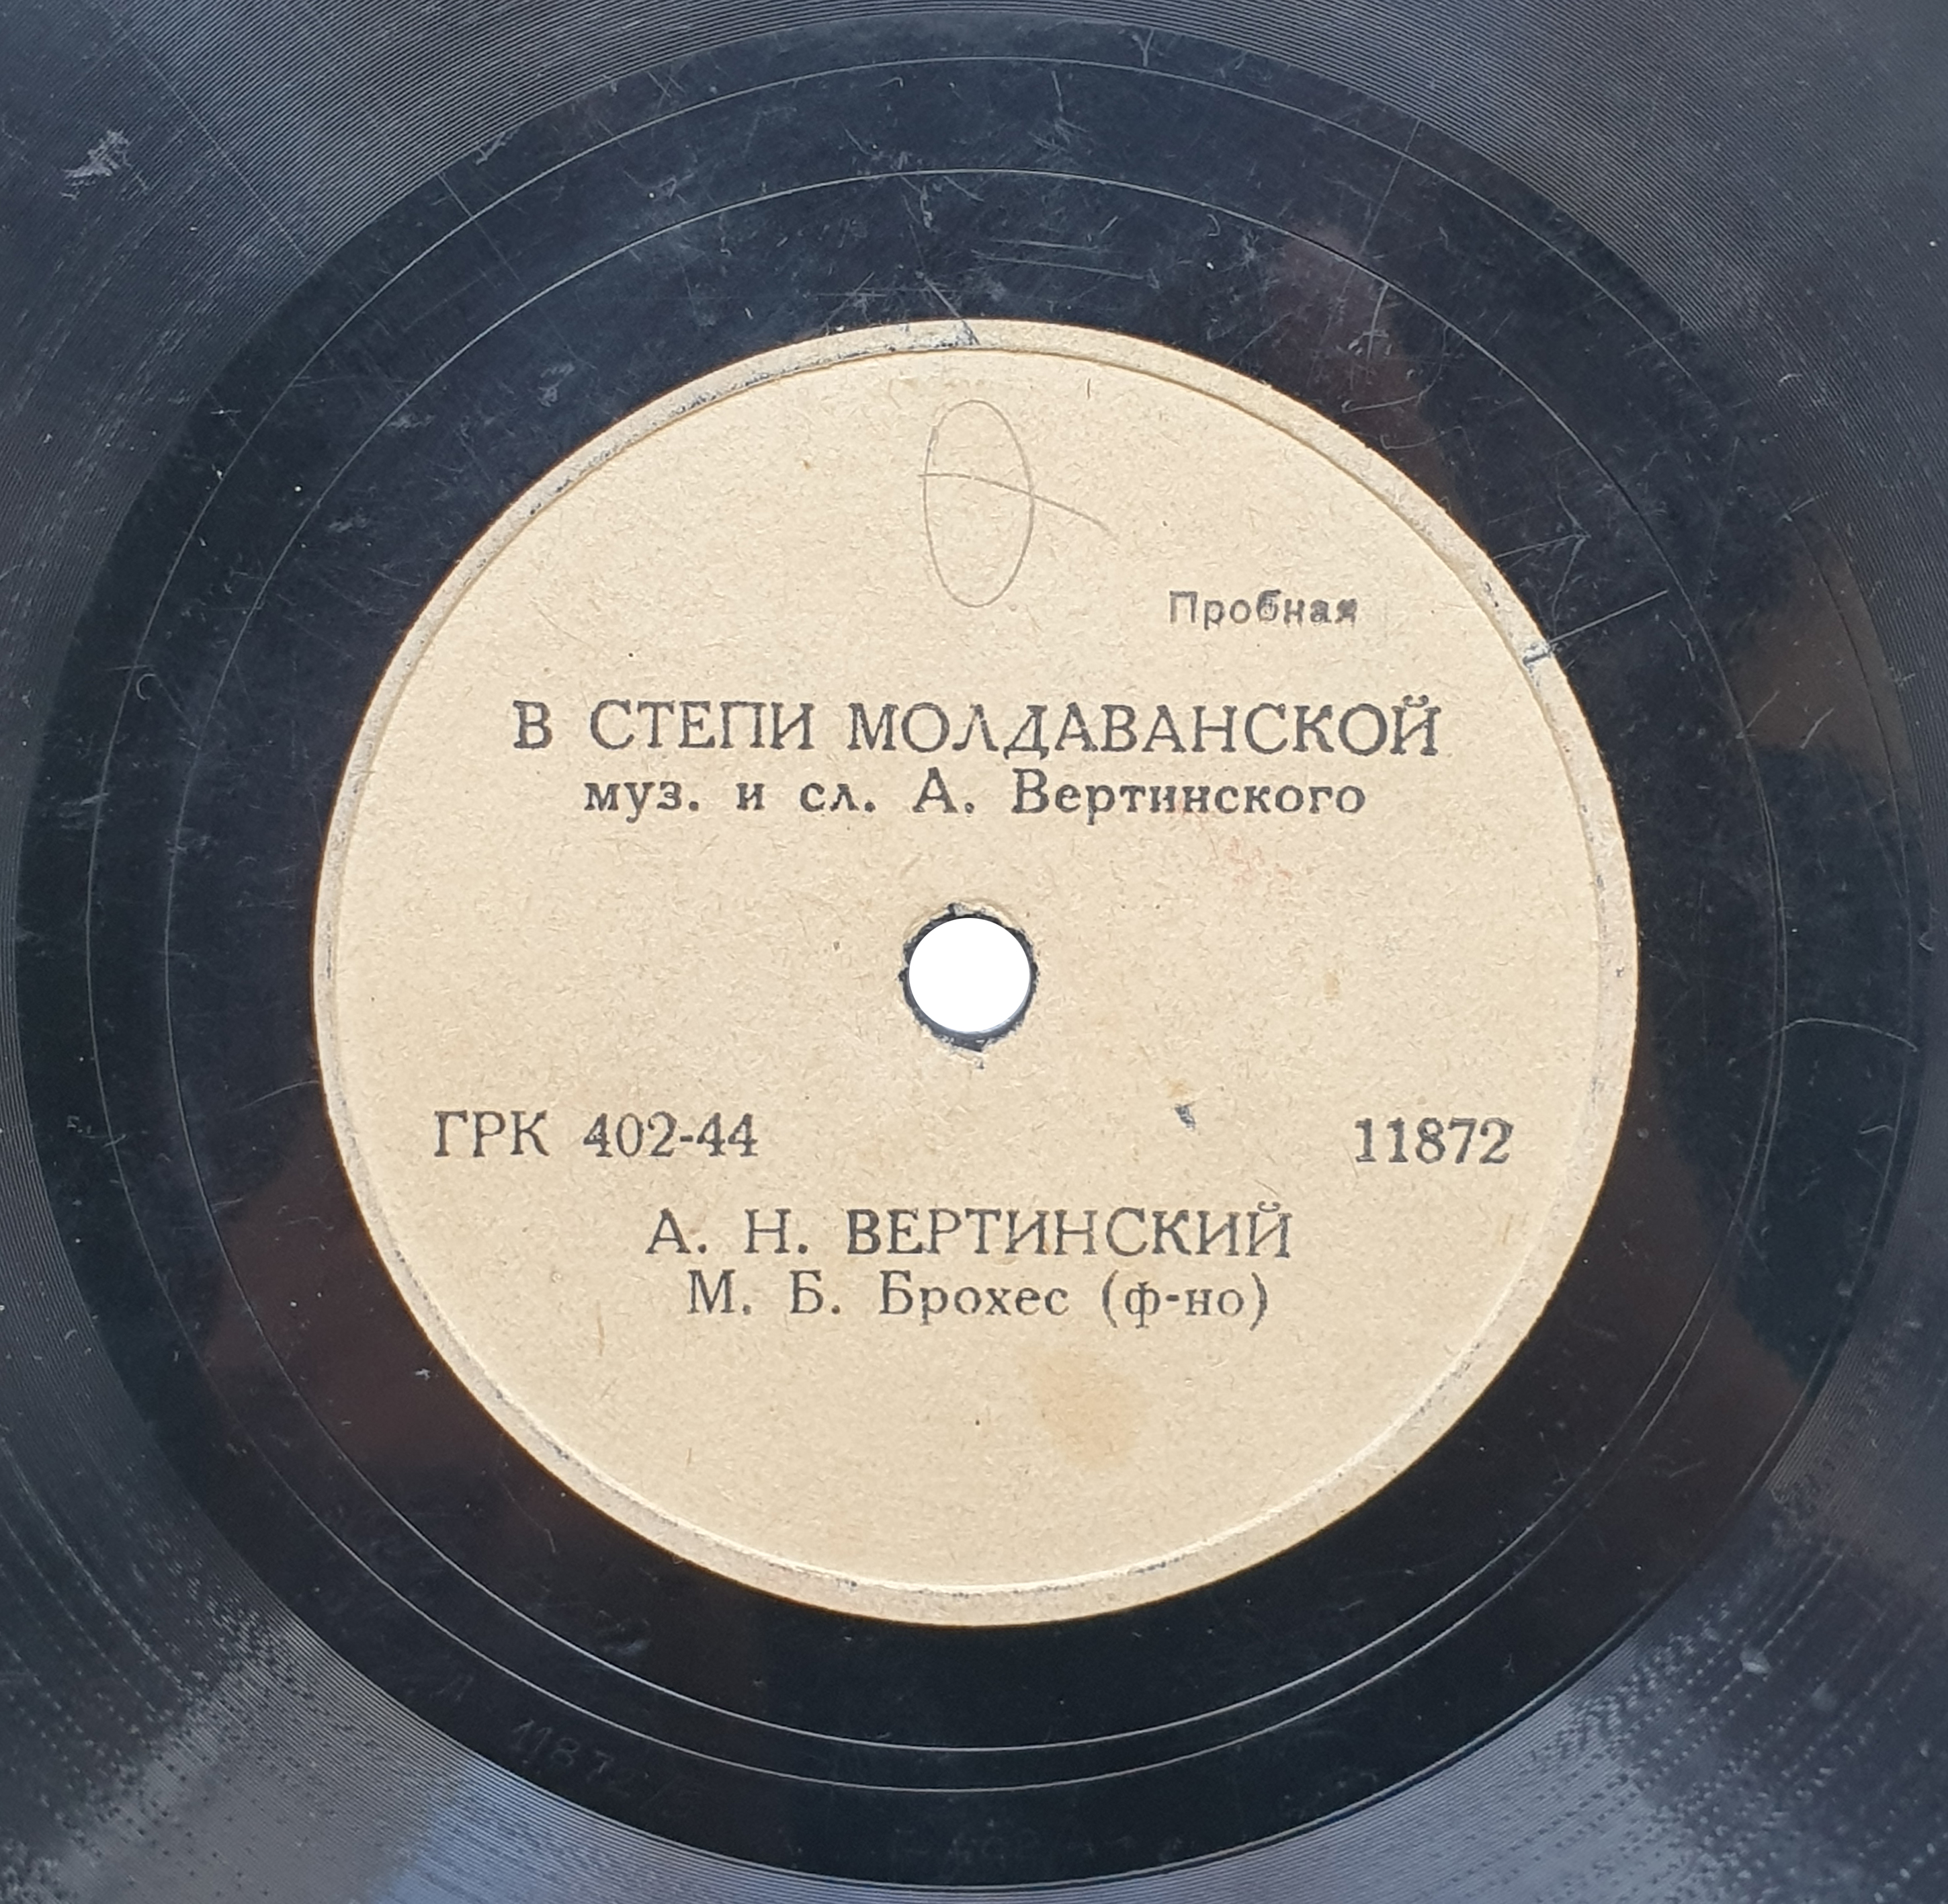 Пробная
В СТЕПИ МОЛДАВАНСКОЙ
муз. и сл. А. Вертинского
ГРК 402-44 11872
А. Н. ВЕРТИНСКИЙ
М. Б. Брохес (ф-но)